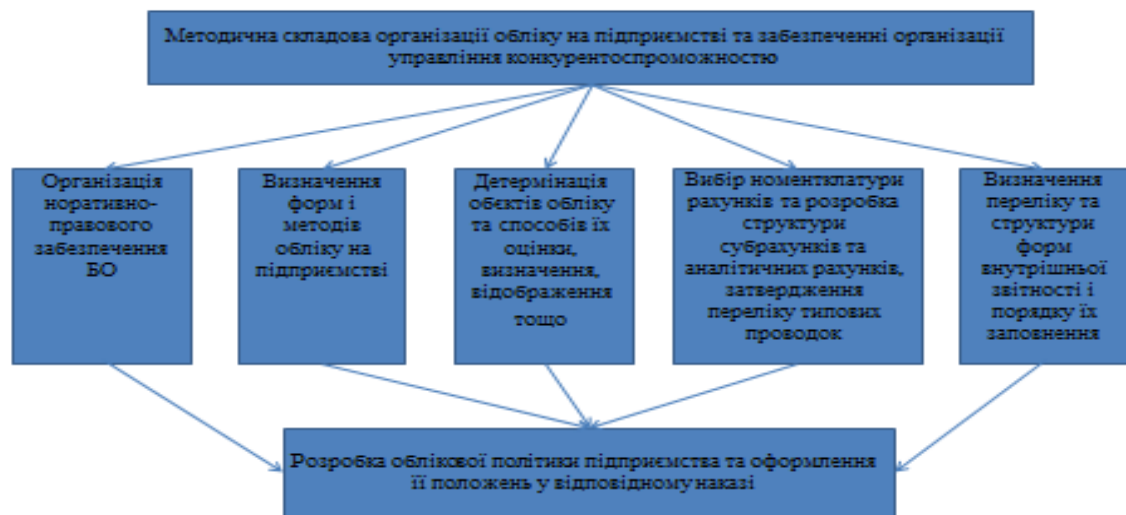 Методична складова організації обліку на підприємстві та забезпеченні організації
управління конкурентоспроможностю
Організація
норативно-
правового
забезпечення
БО
Визначення
форм і
методів
обліку на
підприємстві
Детермінація
обєктів обліку
та способів їх
оцінки,
визначення,
відображення
тощо
Вибір номентклатури
рахунків та розробка
структури
субрахунків та
аналітичних рахунків,
затвердження
переліку типових
проводок
Визначення
переліку та
структури
форм
внутрішньої
звітності і
порядку їх
заповнення
Розробка облікової політики підприємства та оформлення
її положень у відповідному наказі